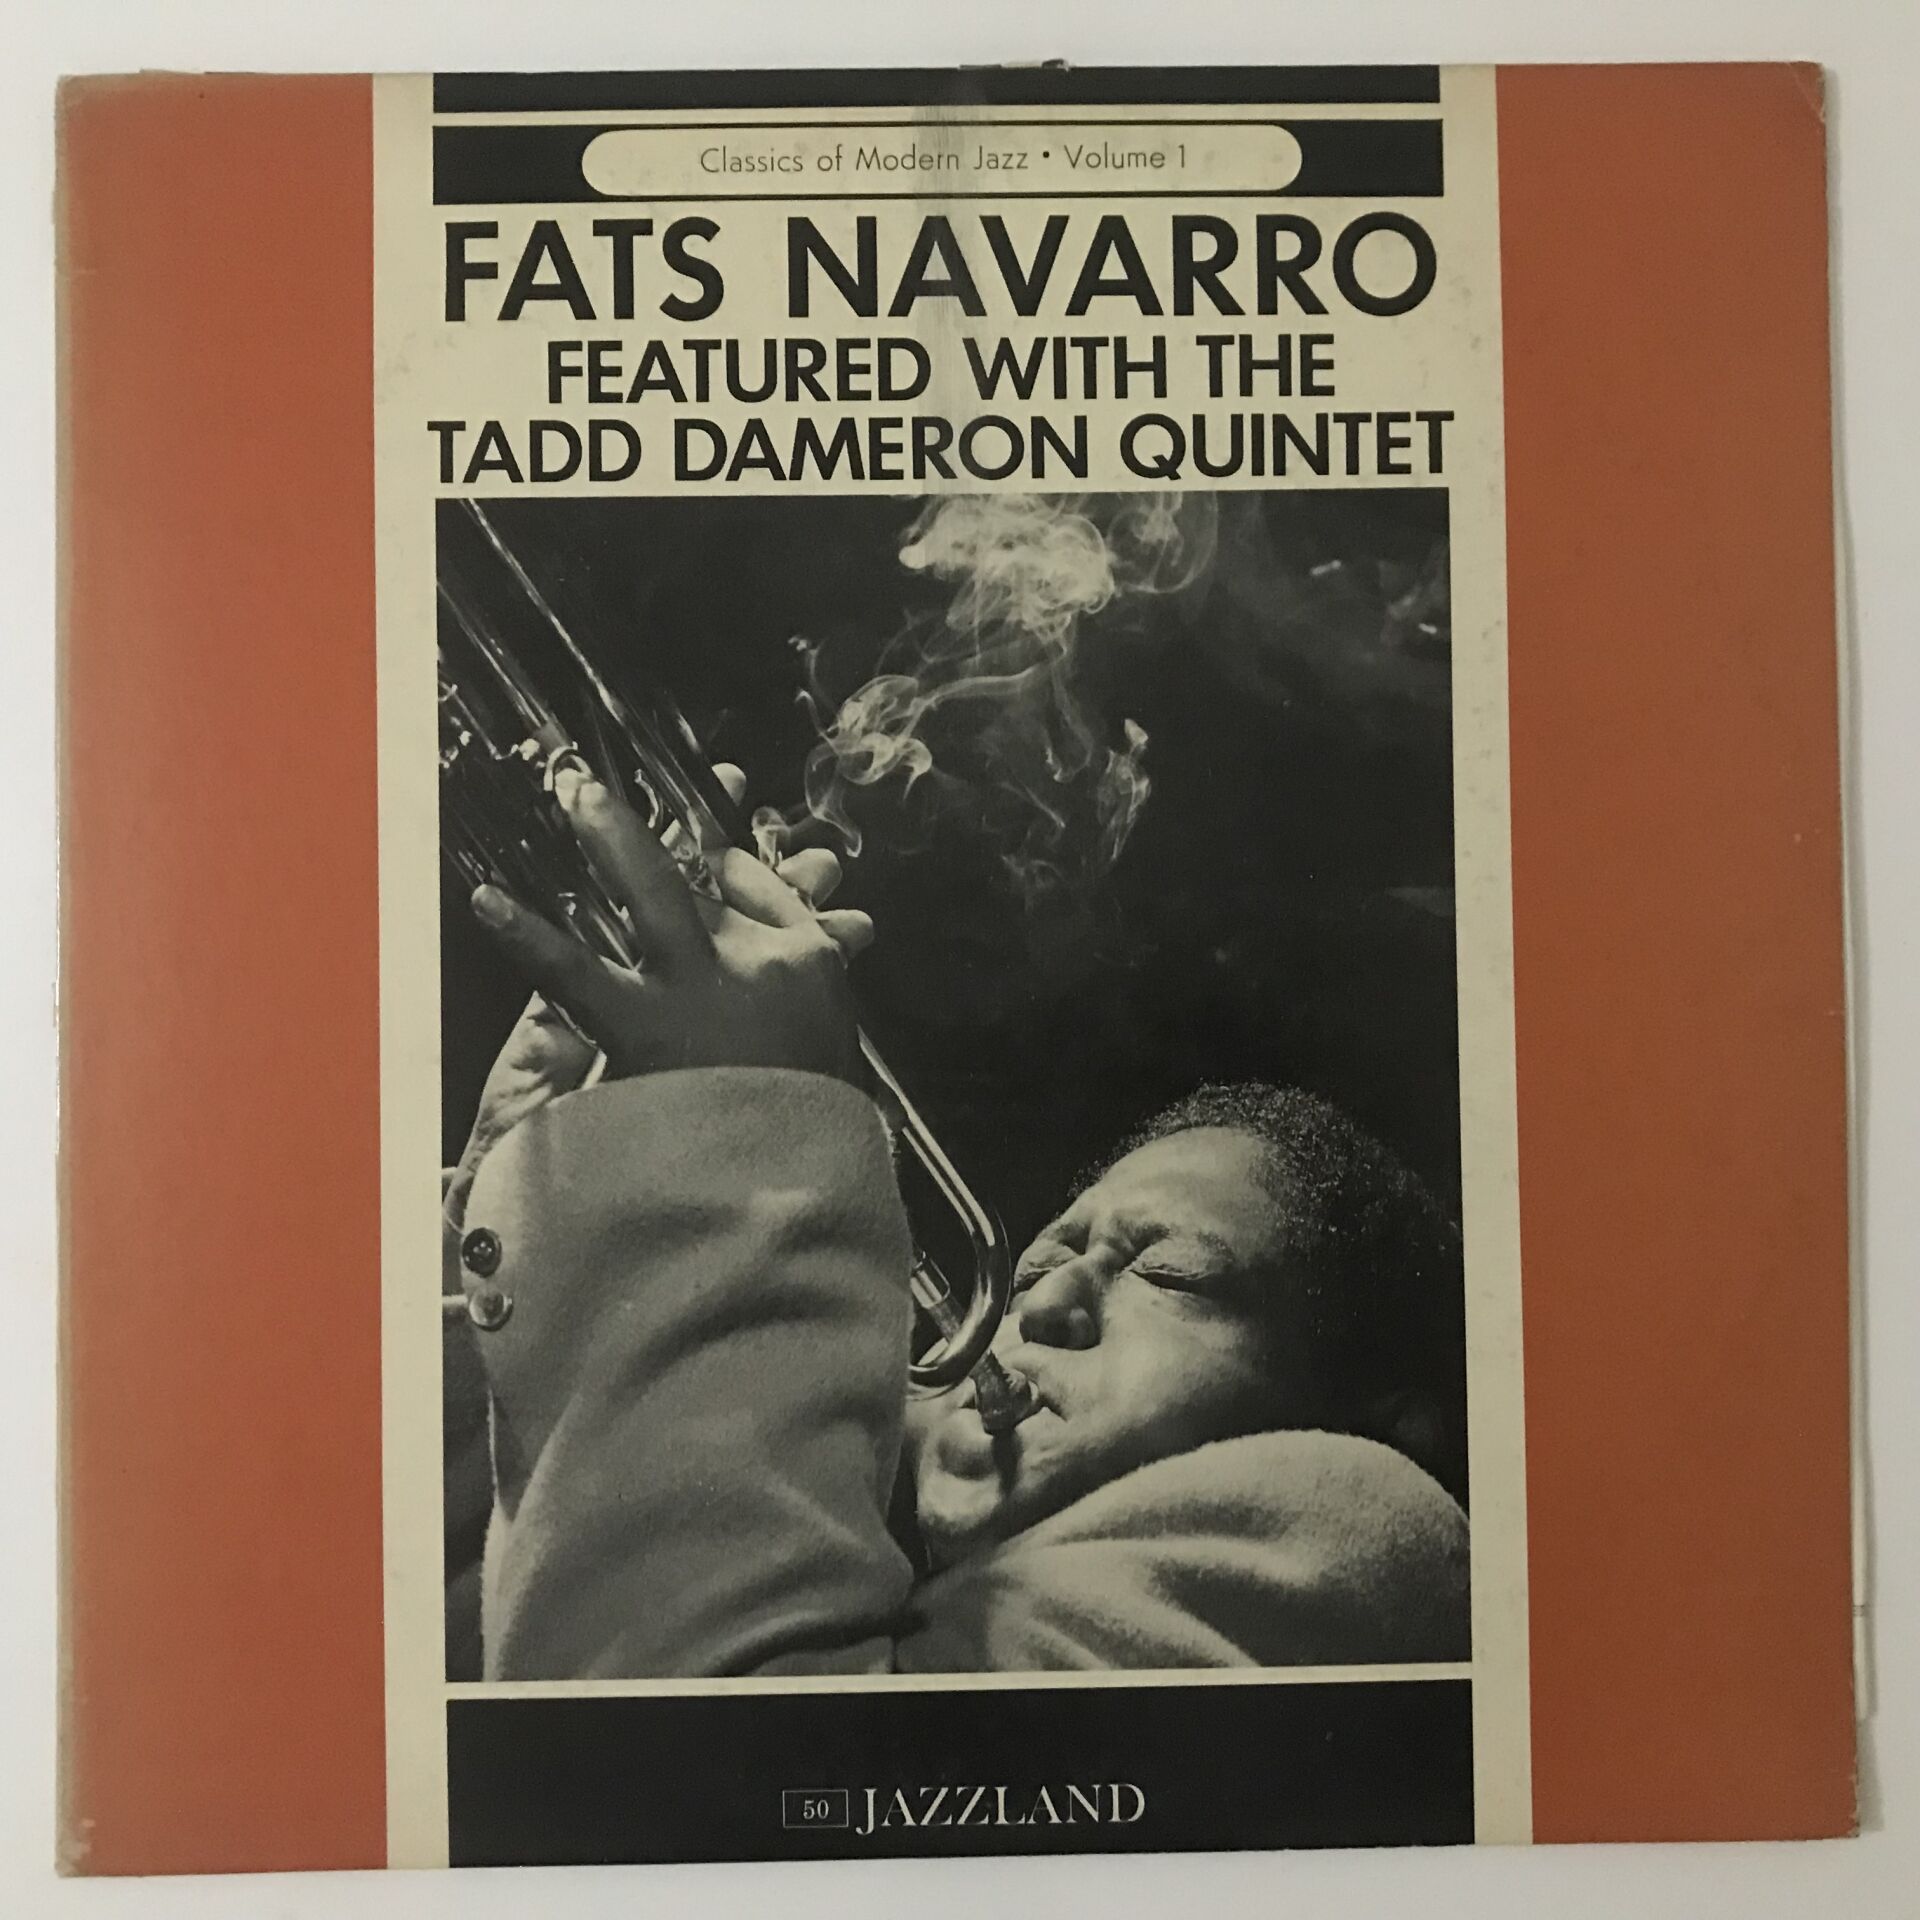 Classics of Modern Jazz • Volume 1
FATS NAVARRO
FEATURED WITH THE
TADD DAMERON QUINTET
50 JAZZLAND